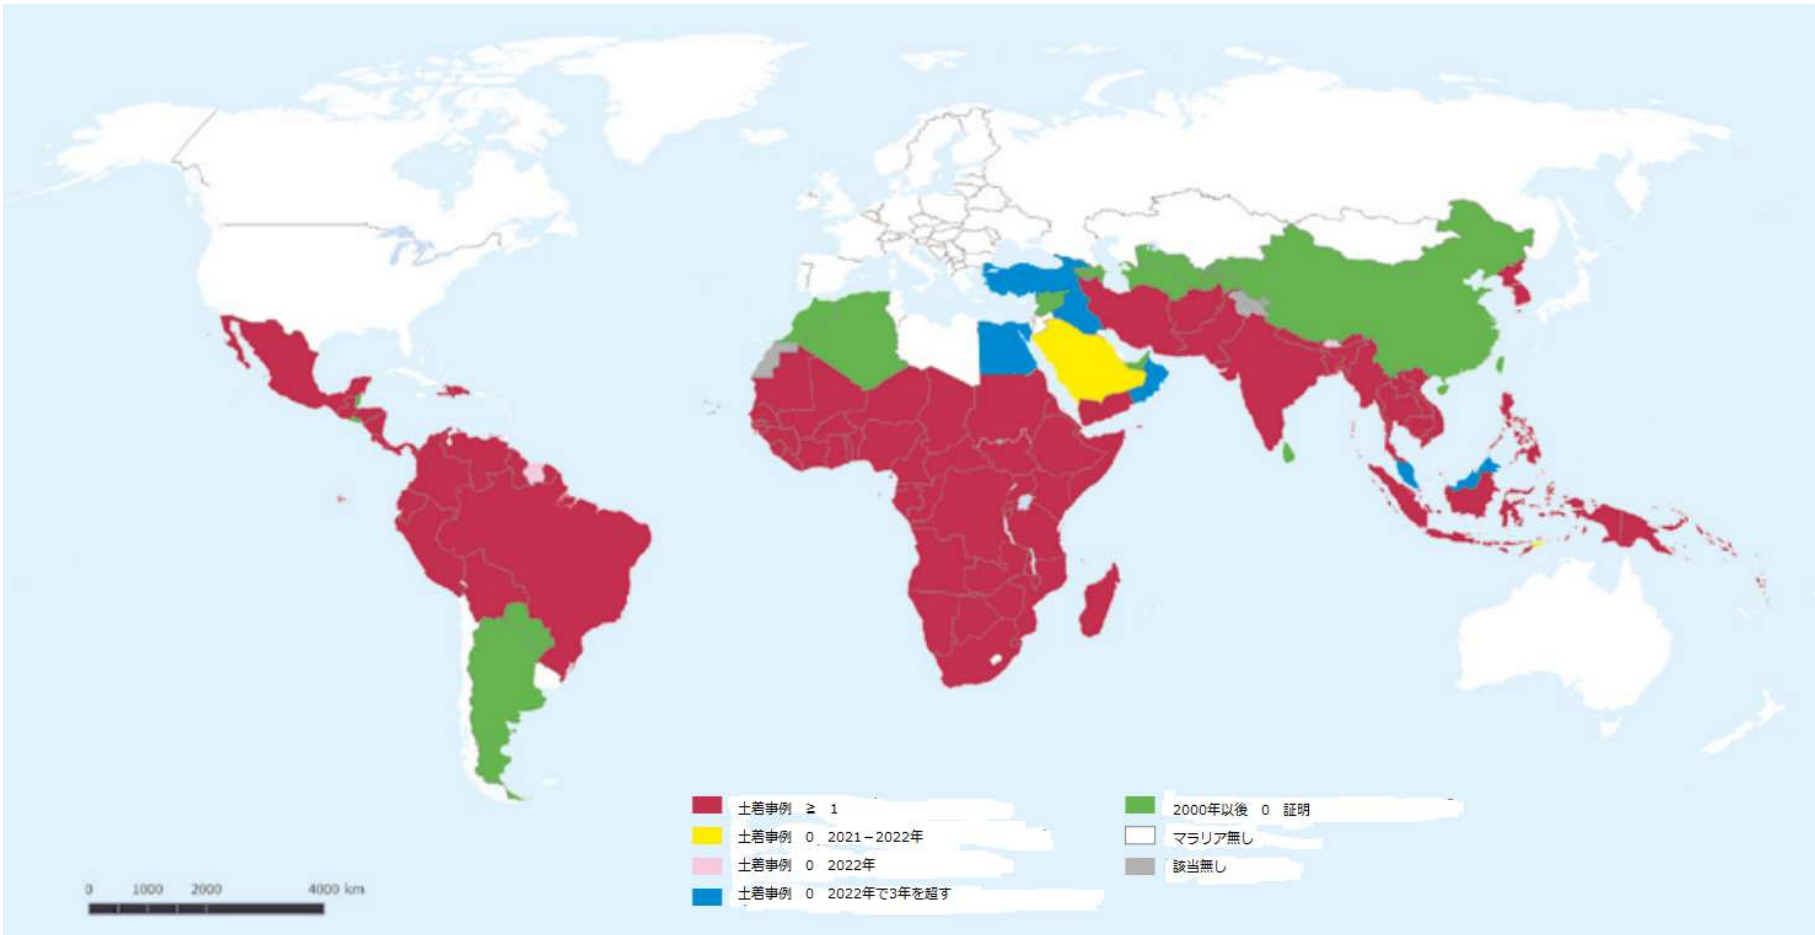 土着事例 ≧ 1
土着事例 0 2021－2022年
土着事例 0 2022年
土着事例 0 2022年で3年を超す
2000年以後 0 証明
マラリア無し
該当無し
0 1000 2000 4000 km